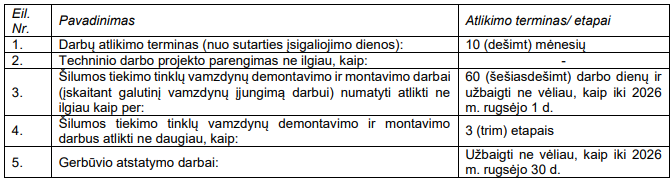 Eil. Nr. Pavadinimas Atlikimo terminas/ etapai
1. Darbų atlikimo terminas (nuo sutarties įsigaliojimo dienos): 10 (dešimt) mėnesių
2. Techninio darbo projekto parengimas ne ilgiau, kaip: -
3. Šilumos tiekimo tinklų vamzdynų demontavimo ir montavimo darbai
(įskaitant galutinį vamzdynų įjungimą darbui) numatyti atlikti ne
ilgiau kaip per:
60 (šešiasdešimt) darbo dienų ir
užbaigti ne vėliau, kaip iki 2026
m. rugsėjo 1 d.
4. Šilumos tiekimo tinklų vamzdynų demontavimo ir montavimo
darbus atlikti ne daugiau, kaip:
3 (trim) etapais
5. Gerbūvio atstatymo darbai:
Užbaigti ne vėliau, kaip iki 2026
m. rugsėjo 30 d.